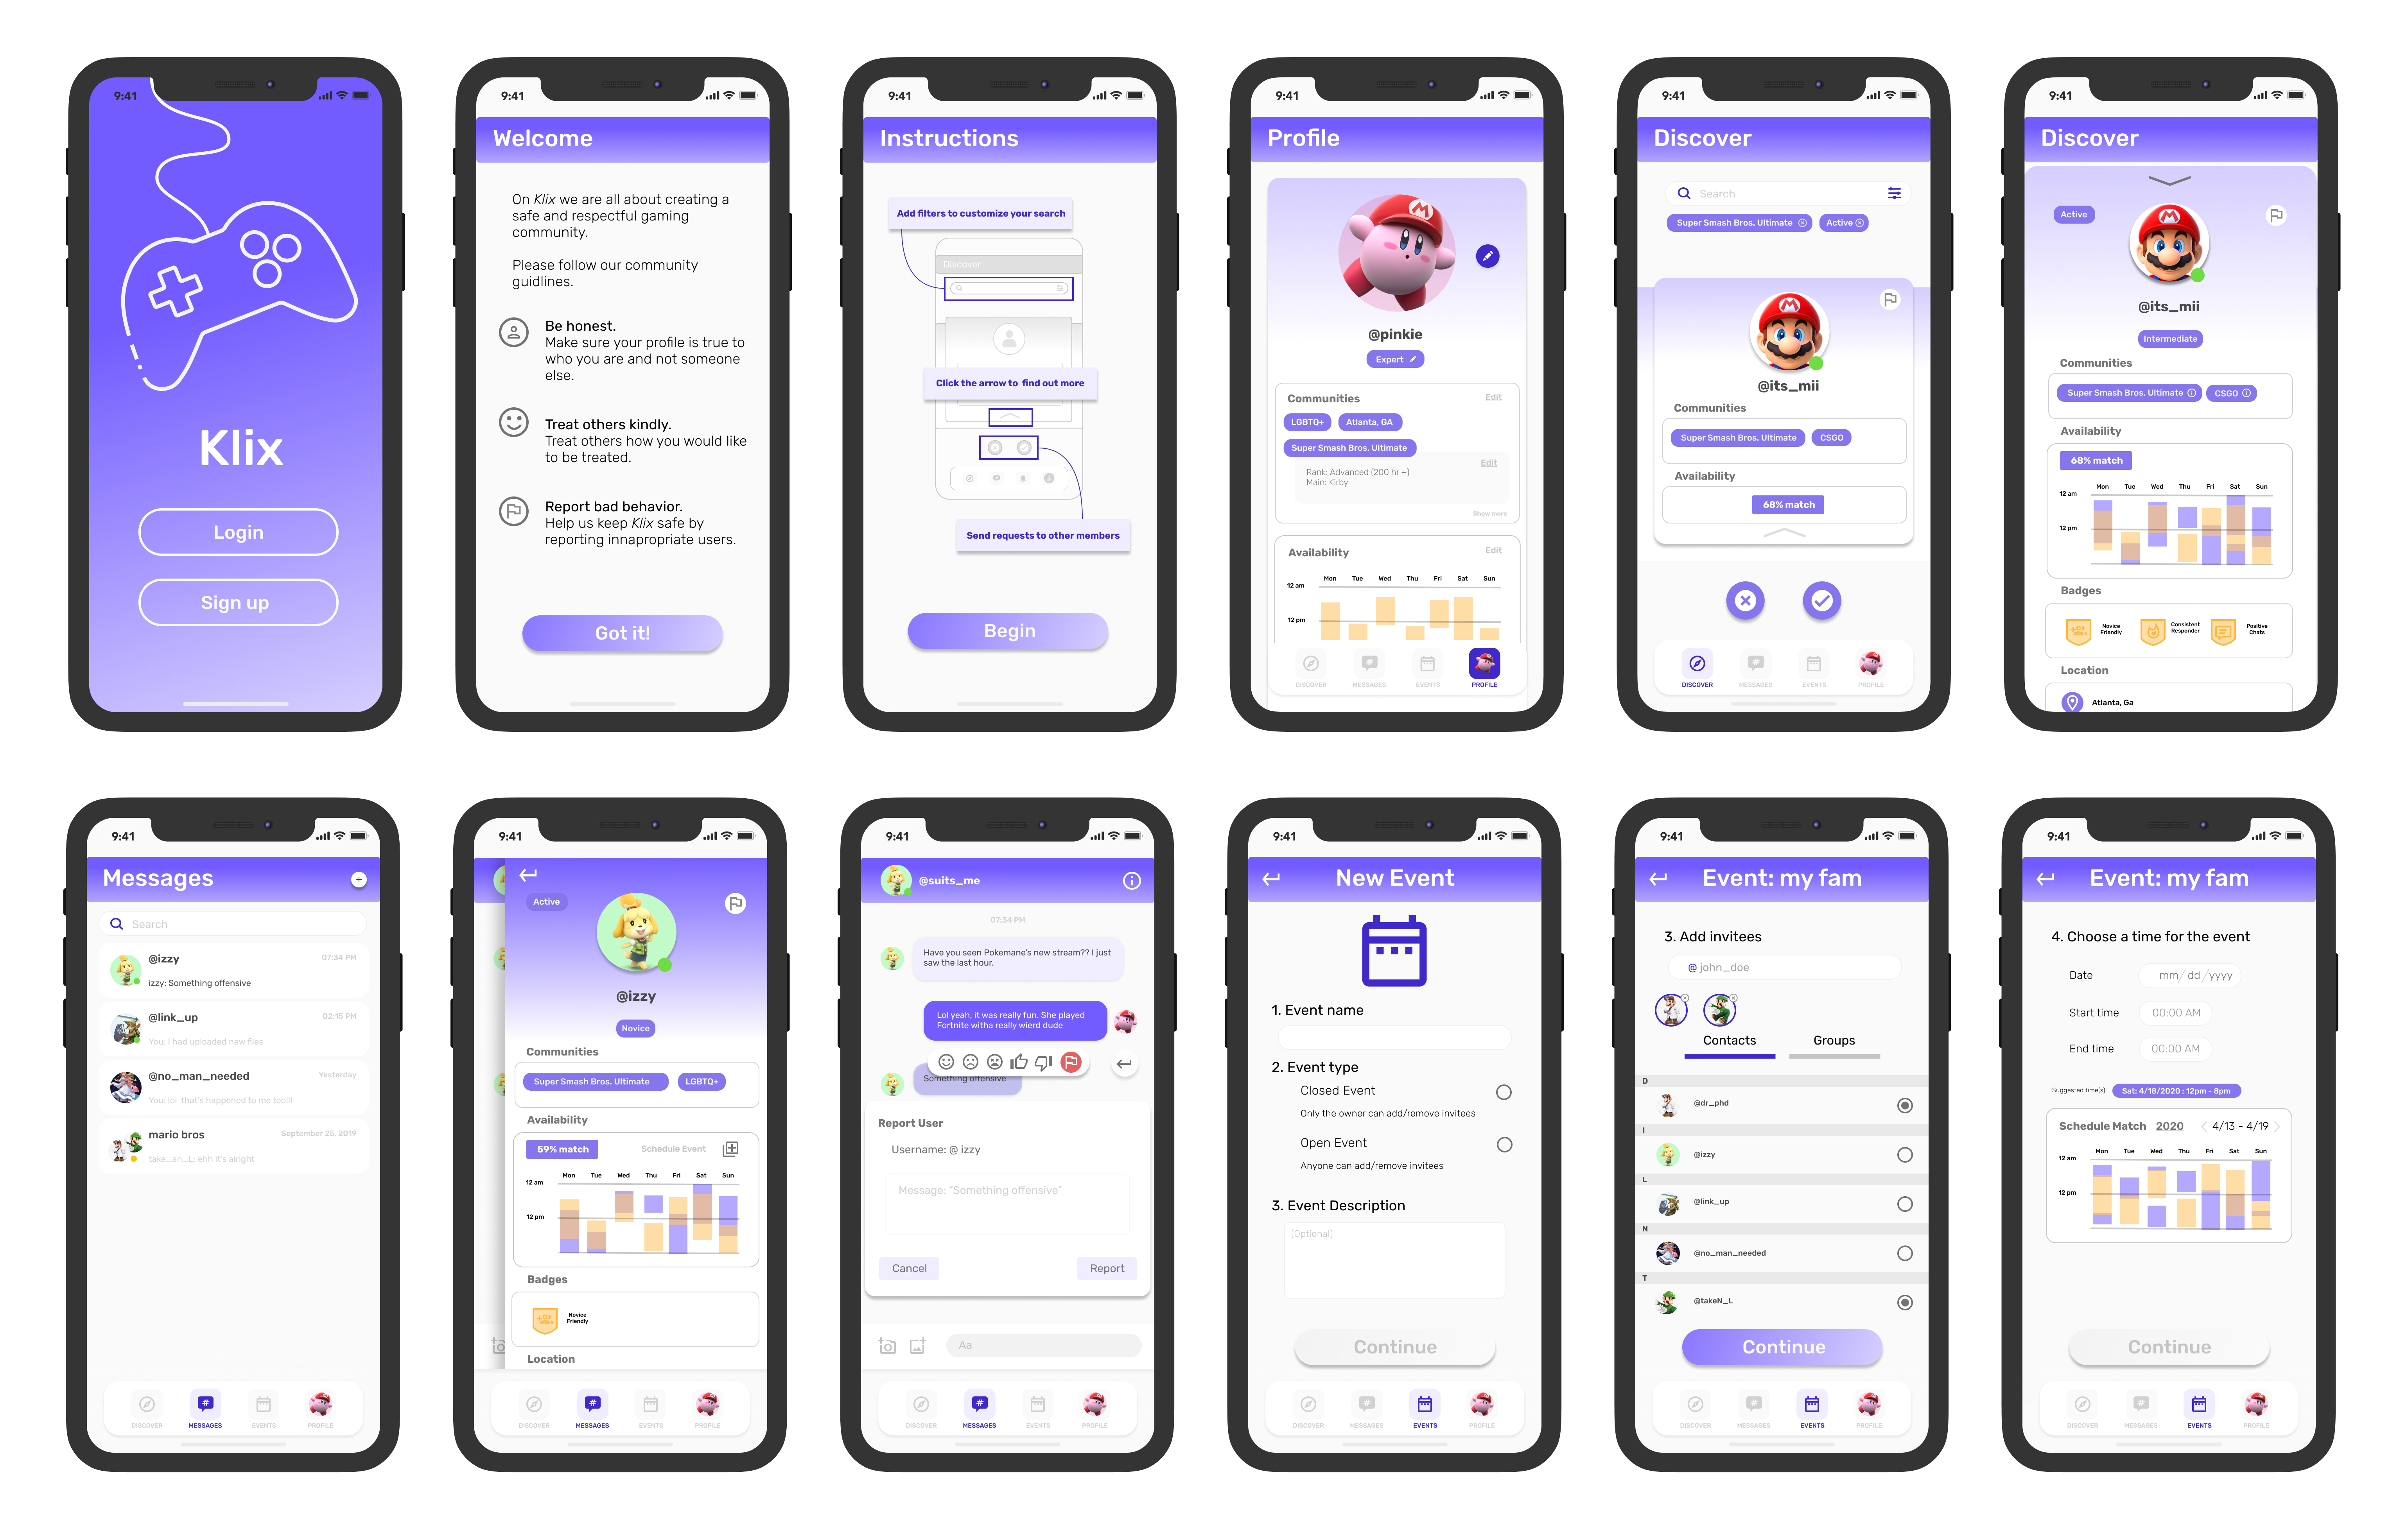 9:41
Klix
Login
Sign up
9:41
Welcome
On Klix we are all about creating a
safe and respectful gaming
community.
Please follow our community
guidlines.
Be honest.
Make sure your profile is true to
who you are and not someone
else.
Treat others kindly.
Treat others how you would like
to be treated.
Report bad behavior.
Help us keep Klix safe by
reporting innapropriate users.
Got it!
9:41
Instructions
Add filters to customize your search
Discover
Click the arrow to find out more
Send requests to other members
Begin
9:41
Profile
@pinkie
Expert
Communities
Edit
LGBTQ+
Atlanta, GA
Super Smash Bros. Ultimate
Edit
Rank: Advanced (200 hr +)
Main: Kirby
Show more
Availability
Edit
Mon Tue Wed Thu Fri Sat Sun
12 am
12 pm
DISCOVER MESSAGES EVENTS PROFILE
9:41
Discover
Search
Super Smash Bros. Ultimate
Active
@its_mii
Communities
Super Smash Bros. Ultimate
CSGO
Availability
68% match
DISCOVER MESSAGES EVENTS PROFILE
9:41
Discover
Active
@its_mii
Intermediate
Communities
Super Smash Bros. Ultimate
CSGO
Availability
68% match
Mon Tue Wed Thu Fri Sat Sun
12 am
12 pm
Badges
Novice
Friendly
Consistent
Responder
Positive
Chats
Location
Atlanta, Ga
9:41
Messages
Search
@izzy
07:34 PM
izzy: Something offensive
@link_up
02:15 PM
You: I had uploaded new files
@no_man_needed
Yesterday
You: lol that's happened to me too!!!
mario bros
September 25, 2019
take_an_L: ehh it's alright
DISCOVER MESSAGES EVENTS PROFILE
9:41
Active
@izzy
Novice
Communities
Super Smash Bros. Ultimate
LGBTQ+
Availability
59% match
Schedule Event
Mon Tue Wed Thu Fri Sat Sun
12 am
12 pm
Badges
Novice
Friendly
Location
DISCOVER MESSAGES EVENTS PROFILE
9:41
@suits_me
07:34 PM
Have you seen Pokemane's new stream?? I just
saw the last hour.
Lol yeah, it was really fun. She played
Fortnite witha really wierd dude
Something offensive
Report User
Username: @ izzy
Message: "Something offensive"
Cancel
Report
Aa
DISCOVER MESSAGES EVENTS PROFILE
9:41
New Event
1. Event name
2. Event type
Closed Event
Only the owner can add/remove invitees
Open Event
Anyone can add/remove invitees
3. Event Description
(Optional)
Continue
DISCOVER MESSAGES EVENTS PROFILE
9:41
Event: my fam
3. Add invitees
@ john_doe
Contacts
Groups
D
@dr_phd
I
@izzy
L
@link_up
N
@no_man_needed
T
@takeN_L
Continue
DISCOVER MESSAGES EVENTS PROFILE
9:41
Event: my fam
4. Choose a time for the event
Date
mm/dd/yyyy
Start time
00:00 AM
End time
00:00 AM
Suggested time(s):
Sat: 4/18/2020 : 12pm - 8pm
Schedule Match 2020
4/13 - 4/19
Mon Tue Wed Thu Fri Sat Sun
12 am
12 pm
Continue
DISCOVER MESSAGES EVENTS PROFILE